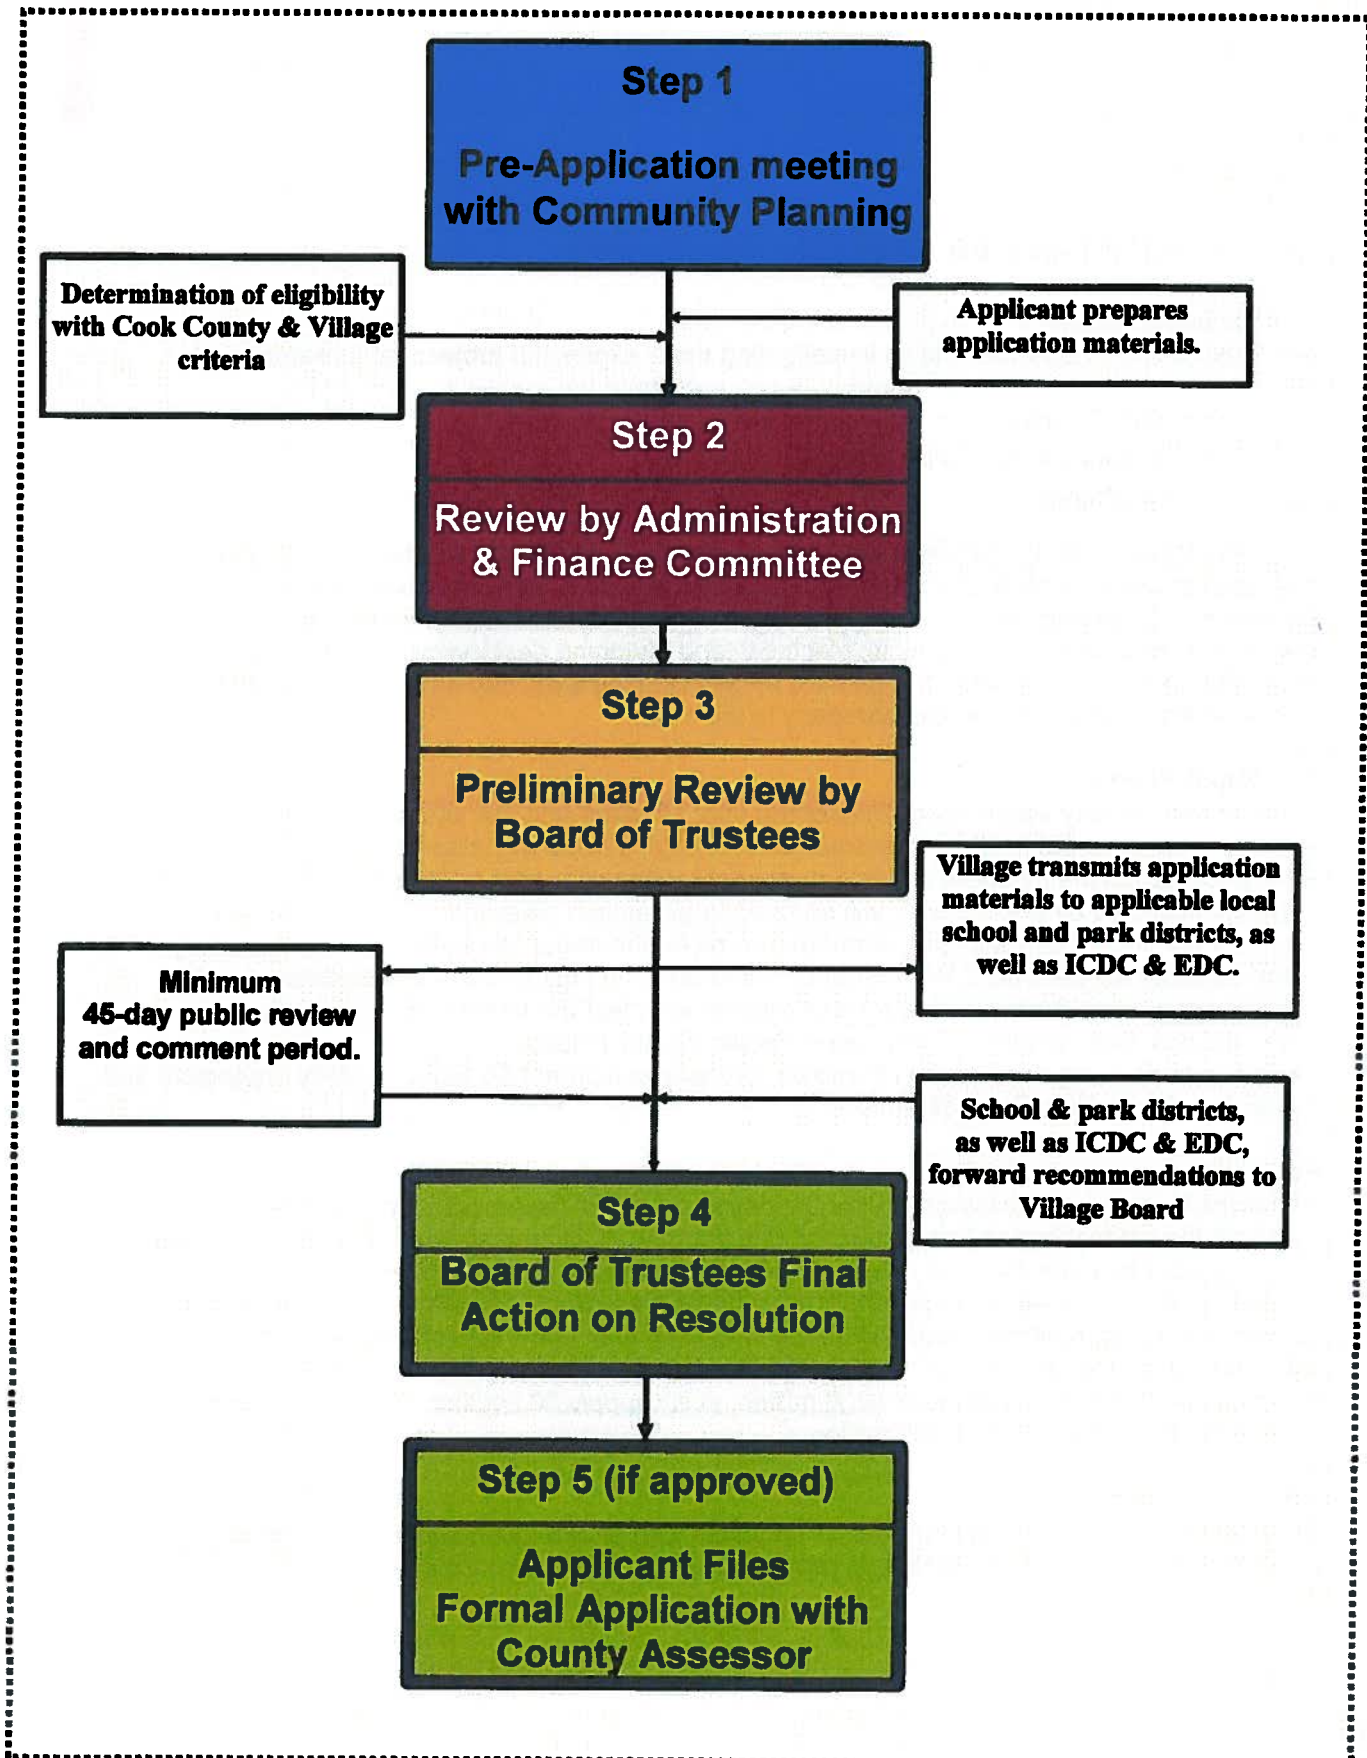 Step 1
Pre-Application meeting
with Community Planning
Determination of eligibility
with Cook County & Village
criteria
Applicant prepares
application materials.
Step 2
Review by Administration
& Finance Committee
Step 3
Preliminary Review by
Board of Trustees
Village transmits application
materials to applicable local
school and park districts, as
well as ICDC & EDC.
Minimum
45-day public review
and comment period.
School & park districts,
as well as ICDC & EDC,
forward recommendations to
Village Board
Step 4
Board of Trustees Final
Action on Resolution
Step 5 (if approved)
Applicant Files
Formal Application with
County Assessor